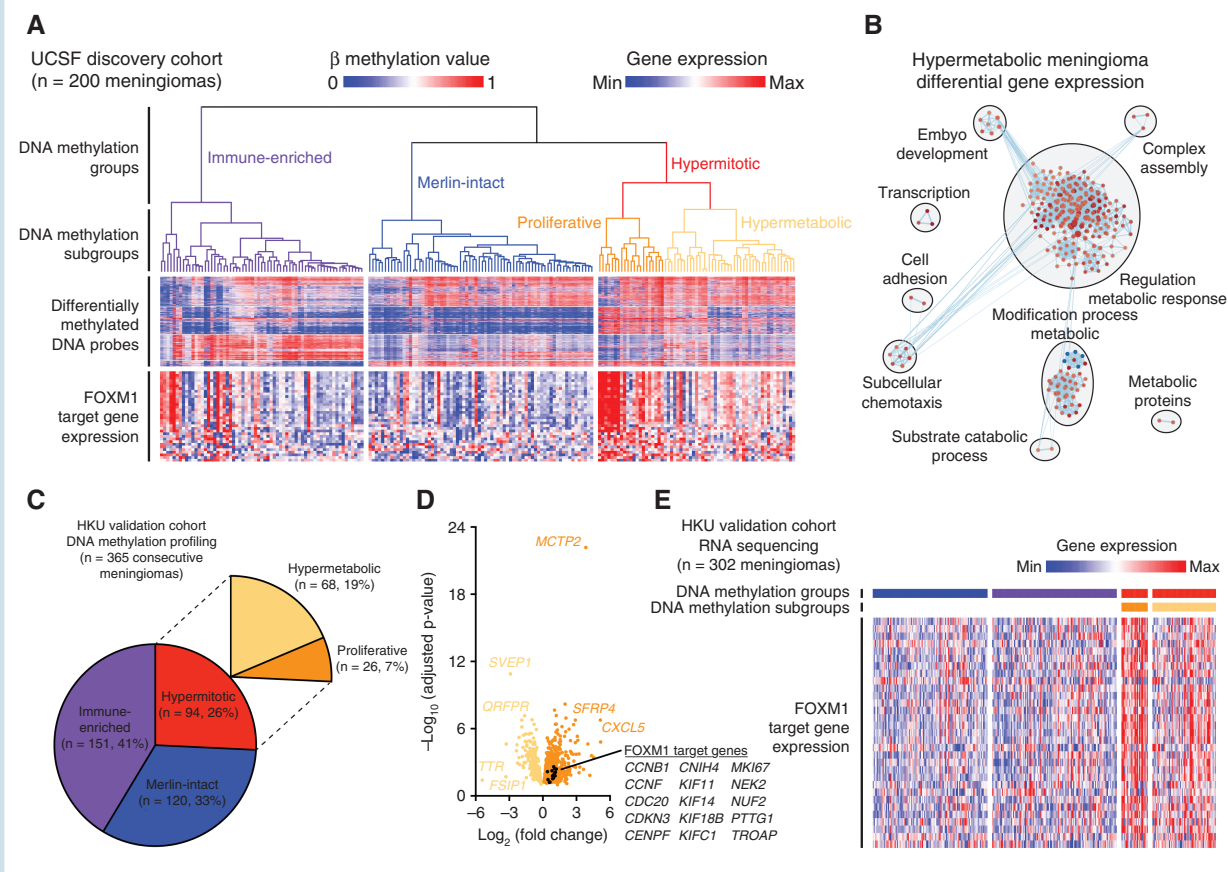 A
UCSF discovery cohort
(n = 200 meningiomas)
β methylation value
0 1
Gene expression
Min Max
DNA methylation
groups
Immune-enriched
Merlin-intact
Hypermitotic
DNA methylation
subgroups
Proliferative
Hypermetabolic
Differentially
methylated
DNA probes
FOXM1
target gene
expression
B
Hypermetabolic meningioma
differential gene expression
Embyo
development
Complex
assembly
Transcription
Cell
adhesion
Regulation
metabolic response
Modification process
metabolic
Subcellular
chemotaxis
Metabolic
proteins
Substrate catabolic
process
C
HKU validation cohort
DNA methylation profiling
(n = 365 consecutive
meningiomas)
Hypermetabolic
(n = 68, 19%)
Proliferative
(n = 26, 7%)
Hypermitotic
(n = 94, 26%)
Immune-
enriched
(n = 151, 41%)
Merlin-intact
(n = 120, 33%)
D
–Log10 (adjusted p-value)
24
18
12
6
0
–6 –3 0 3 6
Log2 (fold change)
MCTP2
SVEP1
QRFPR
SFRP4
CXCL5
TTR
FSIP1
FOXM1 target genes
CCNB1 CNIH4 MKI67
CCNF KIF11 NEK2
CDC20 KIF14 NUF2
CDKN3 KIF18B PTTG1
CENPF KIFC1 TROAP
E
HKU validation cohort
RNA sequencing
(n = 302 meningiomas)
Gene expression
Min Max
DNA methylation groups
DNA methylation subgroups
FOXM1
target gene
expression